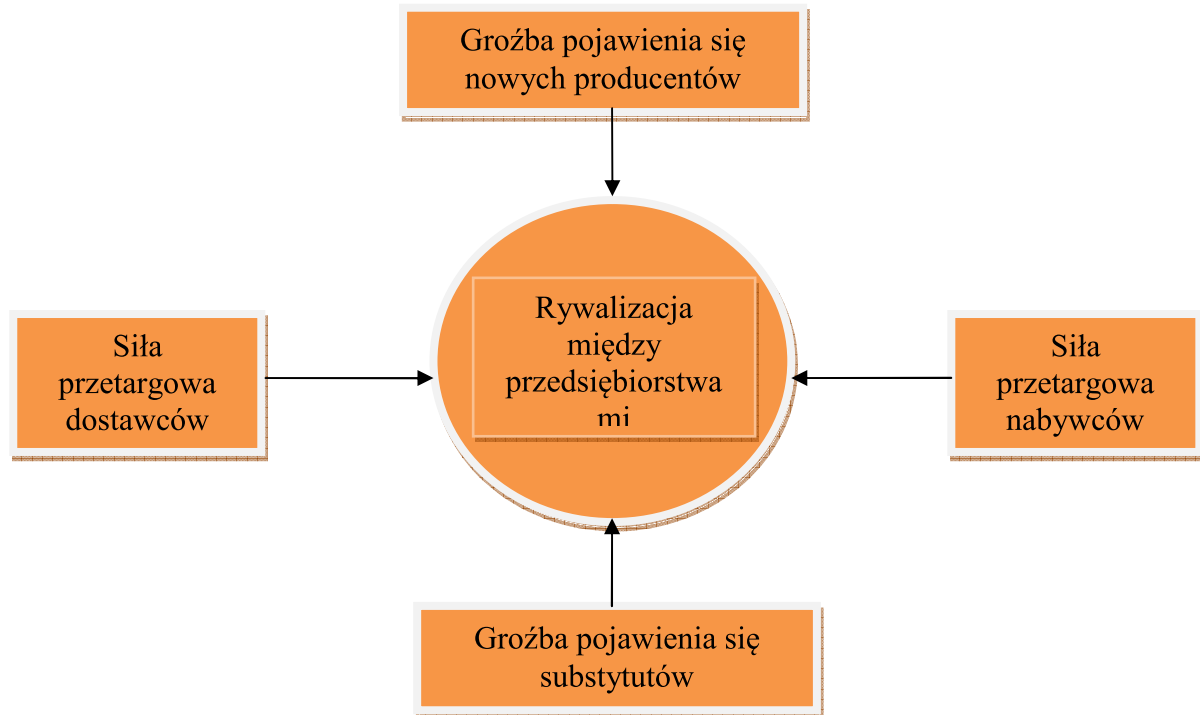 Groźba pojawienia się
nowych producentów
Siła
przetargowa
dostawców
Rywalizacja
między
przedsiębiorstwa
mi
Siła
przetargowa
nabywców
Groźba pojawienia się
substytutów